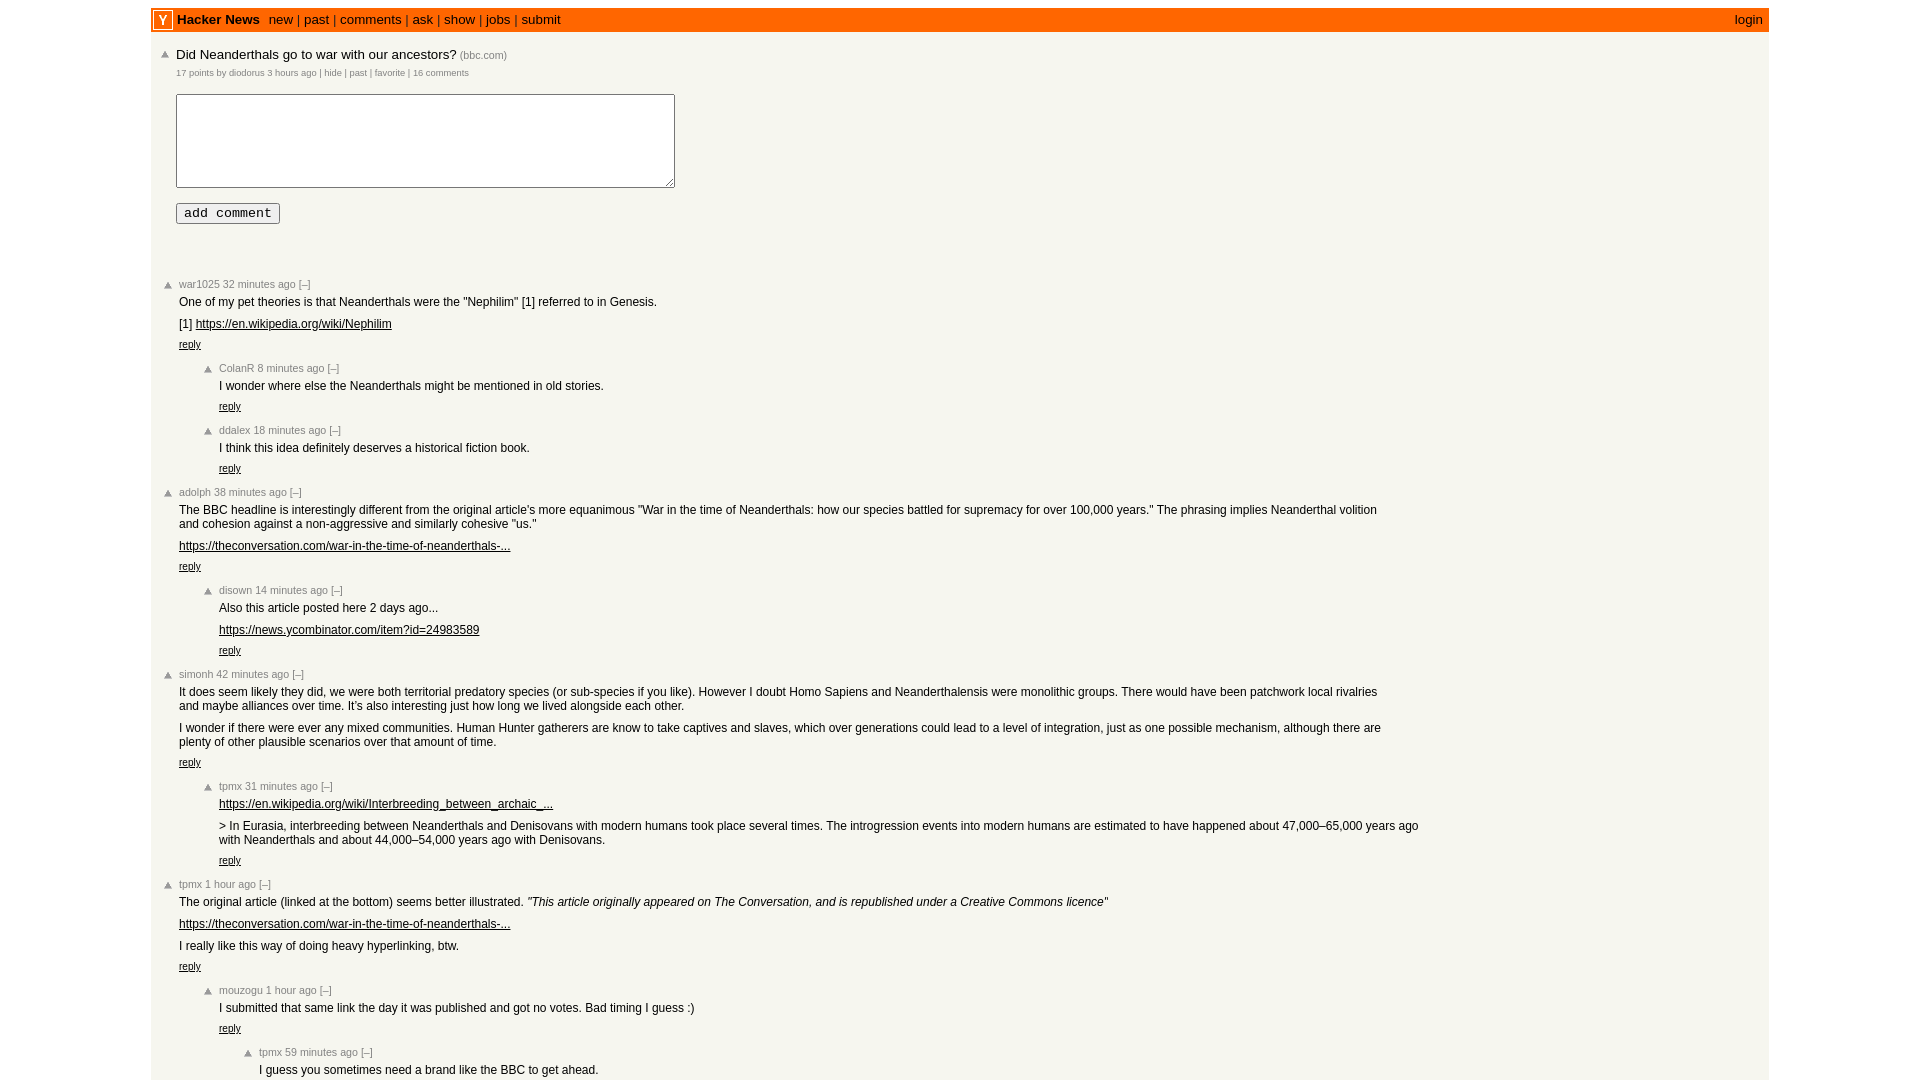 Y Hacker News new | past | comments | ask | show | jobs | submit login
Did Neanderthals go to war with our ancestors? (bbc.com)
17 points by diodorus 3 hours ago | hide | past | favorite | 16 comments
add comment
war1025 32 minutes ago [–]
One of my pet theories is that Neanderthals were the "Nephilim" [1] referred to in Genesis.
[1] https://en.wikipedia.org/wiki/Nephilim
reply
ColanR 8 minutes ago [–]
I wonder where else the Neanderthals might be mentioned in old stories.
reply
ddalex 18 minutes ago [–]
I think this idea definitely deserves a historical fiction book.
reply
adolph 38 minutes ago [–]
The BBC headline is interestingly different from the original article's more equanimous "War in the time of Neanderthals: how our species battled for supremacy for over 100,000 years." The phrasing implies Neanderthal volition
and cohesion against a non-aggressive and similarly cohesive "us."
https://theconversation.com/war-in-the-time-of-neanderthals-...
reply
disown 14 minutes ago [–]
Also this article posted here 2 days ago...
https://news.ycombinator.com/item?id=24983589
reply
simonh 42 minutes ago [–]
It does seem likely they did, we were both territorial predatory species (or sub-species if you like). However I doubt Homo Sapiens and Neanderthalensis were monolithic groups. There would have been patchwork local rivalries
and maybe alliances over time. It's also interesting just how long we lived alongside each other.
I wonder if there were ever any mixed communities. Human Hunter gatherers are know to take captives and slaves, which over generations could lead to a level of integration, just as one possible mechanism, although there are
plenty of other plausible scenarios over that amount of time.
reply
tpmx 31 minutes ago [–]
https://en.wikipedia.org/wiki/Interbreeding_between_archaic_...
> In Eurasia, interbreeding between Neanderthals and Denisovans with modern humans took place several times. The introgression events into modern humans are estimated to have happened about 47,000–65,000 years ago
with Neanderthals and about 44,000–54,000 years ago with Denisovans.
reply
tpmx 1 hour ago [–]
The original article (linked at the bottom) seems better illustrated. "This article originally appeared on The Conversation, and is republished under a Creative Commons licence"
https://theconversation.com/war-in-the-time-of-neanderthals-...
I really like this way of doing heavy hyperlinking, btw.
reply
mouzogu 1 hour ago [–]
I submitted that same link the day it was published and got no votes. Bad timing I guess :)
reply
tpmx 59 minutes ago [–]
I guess you sometimes need a brand like the BBC to get ahead.